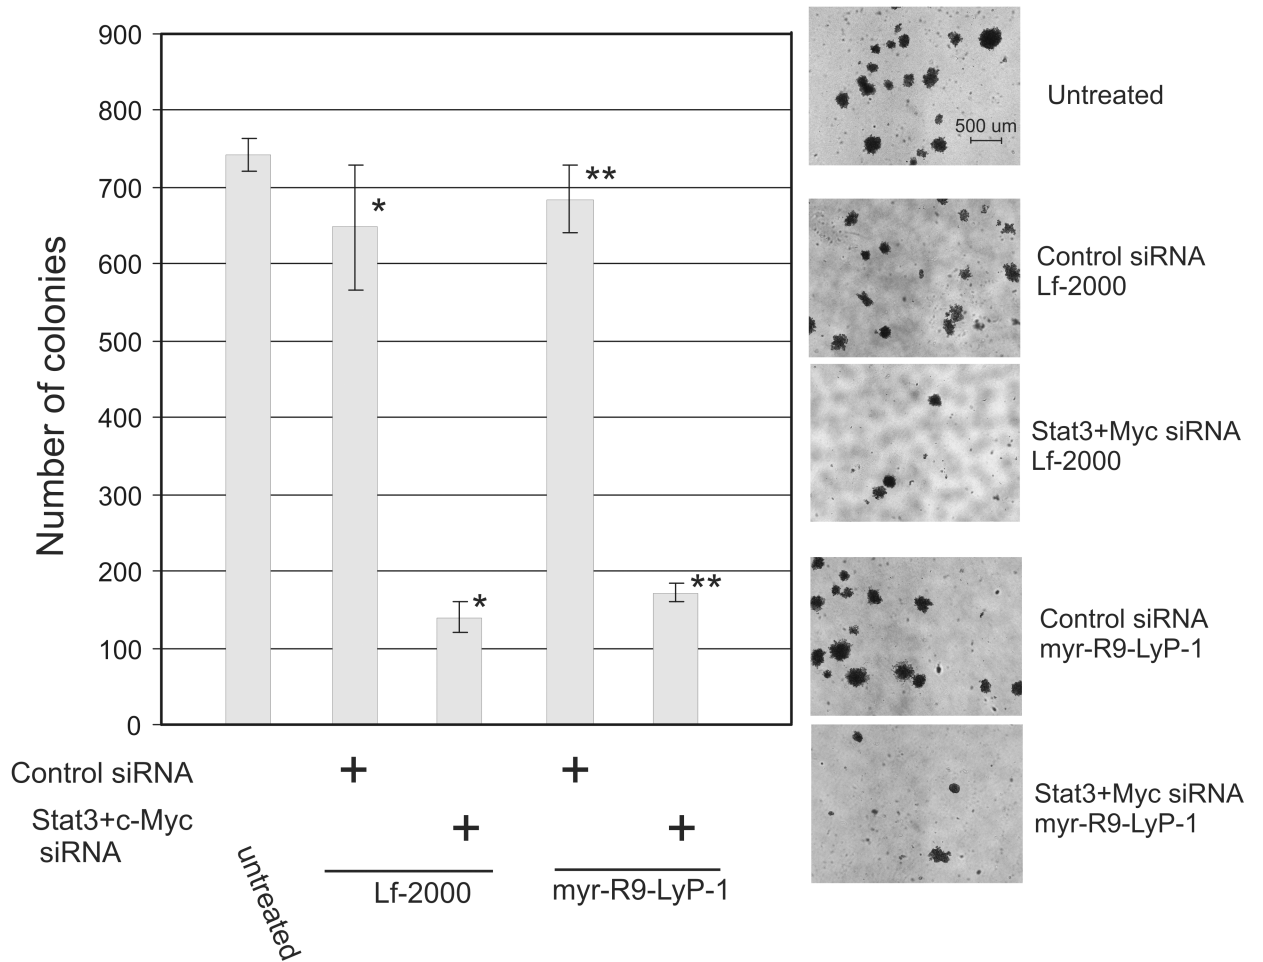 Number of colonies
900
800
700
600
500
400
300
200
100
0
*
*
**
**
Control siRNA + +
Stat3+c-Myc + +
siRNA
untreated
Lf-2000
myr-R9-LyP-1
500 um
Untreated
Control siRNA
Lf-2000
Stat3+Myc siRNA
Lf-2000
Control siRNA
myr-R9-LyP-1
Stat3+Myc siRNA
myr-R9-LyP-1